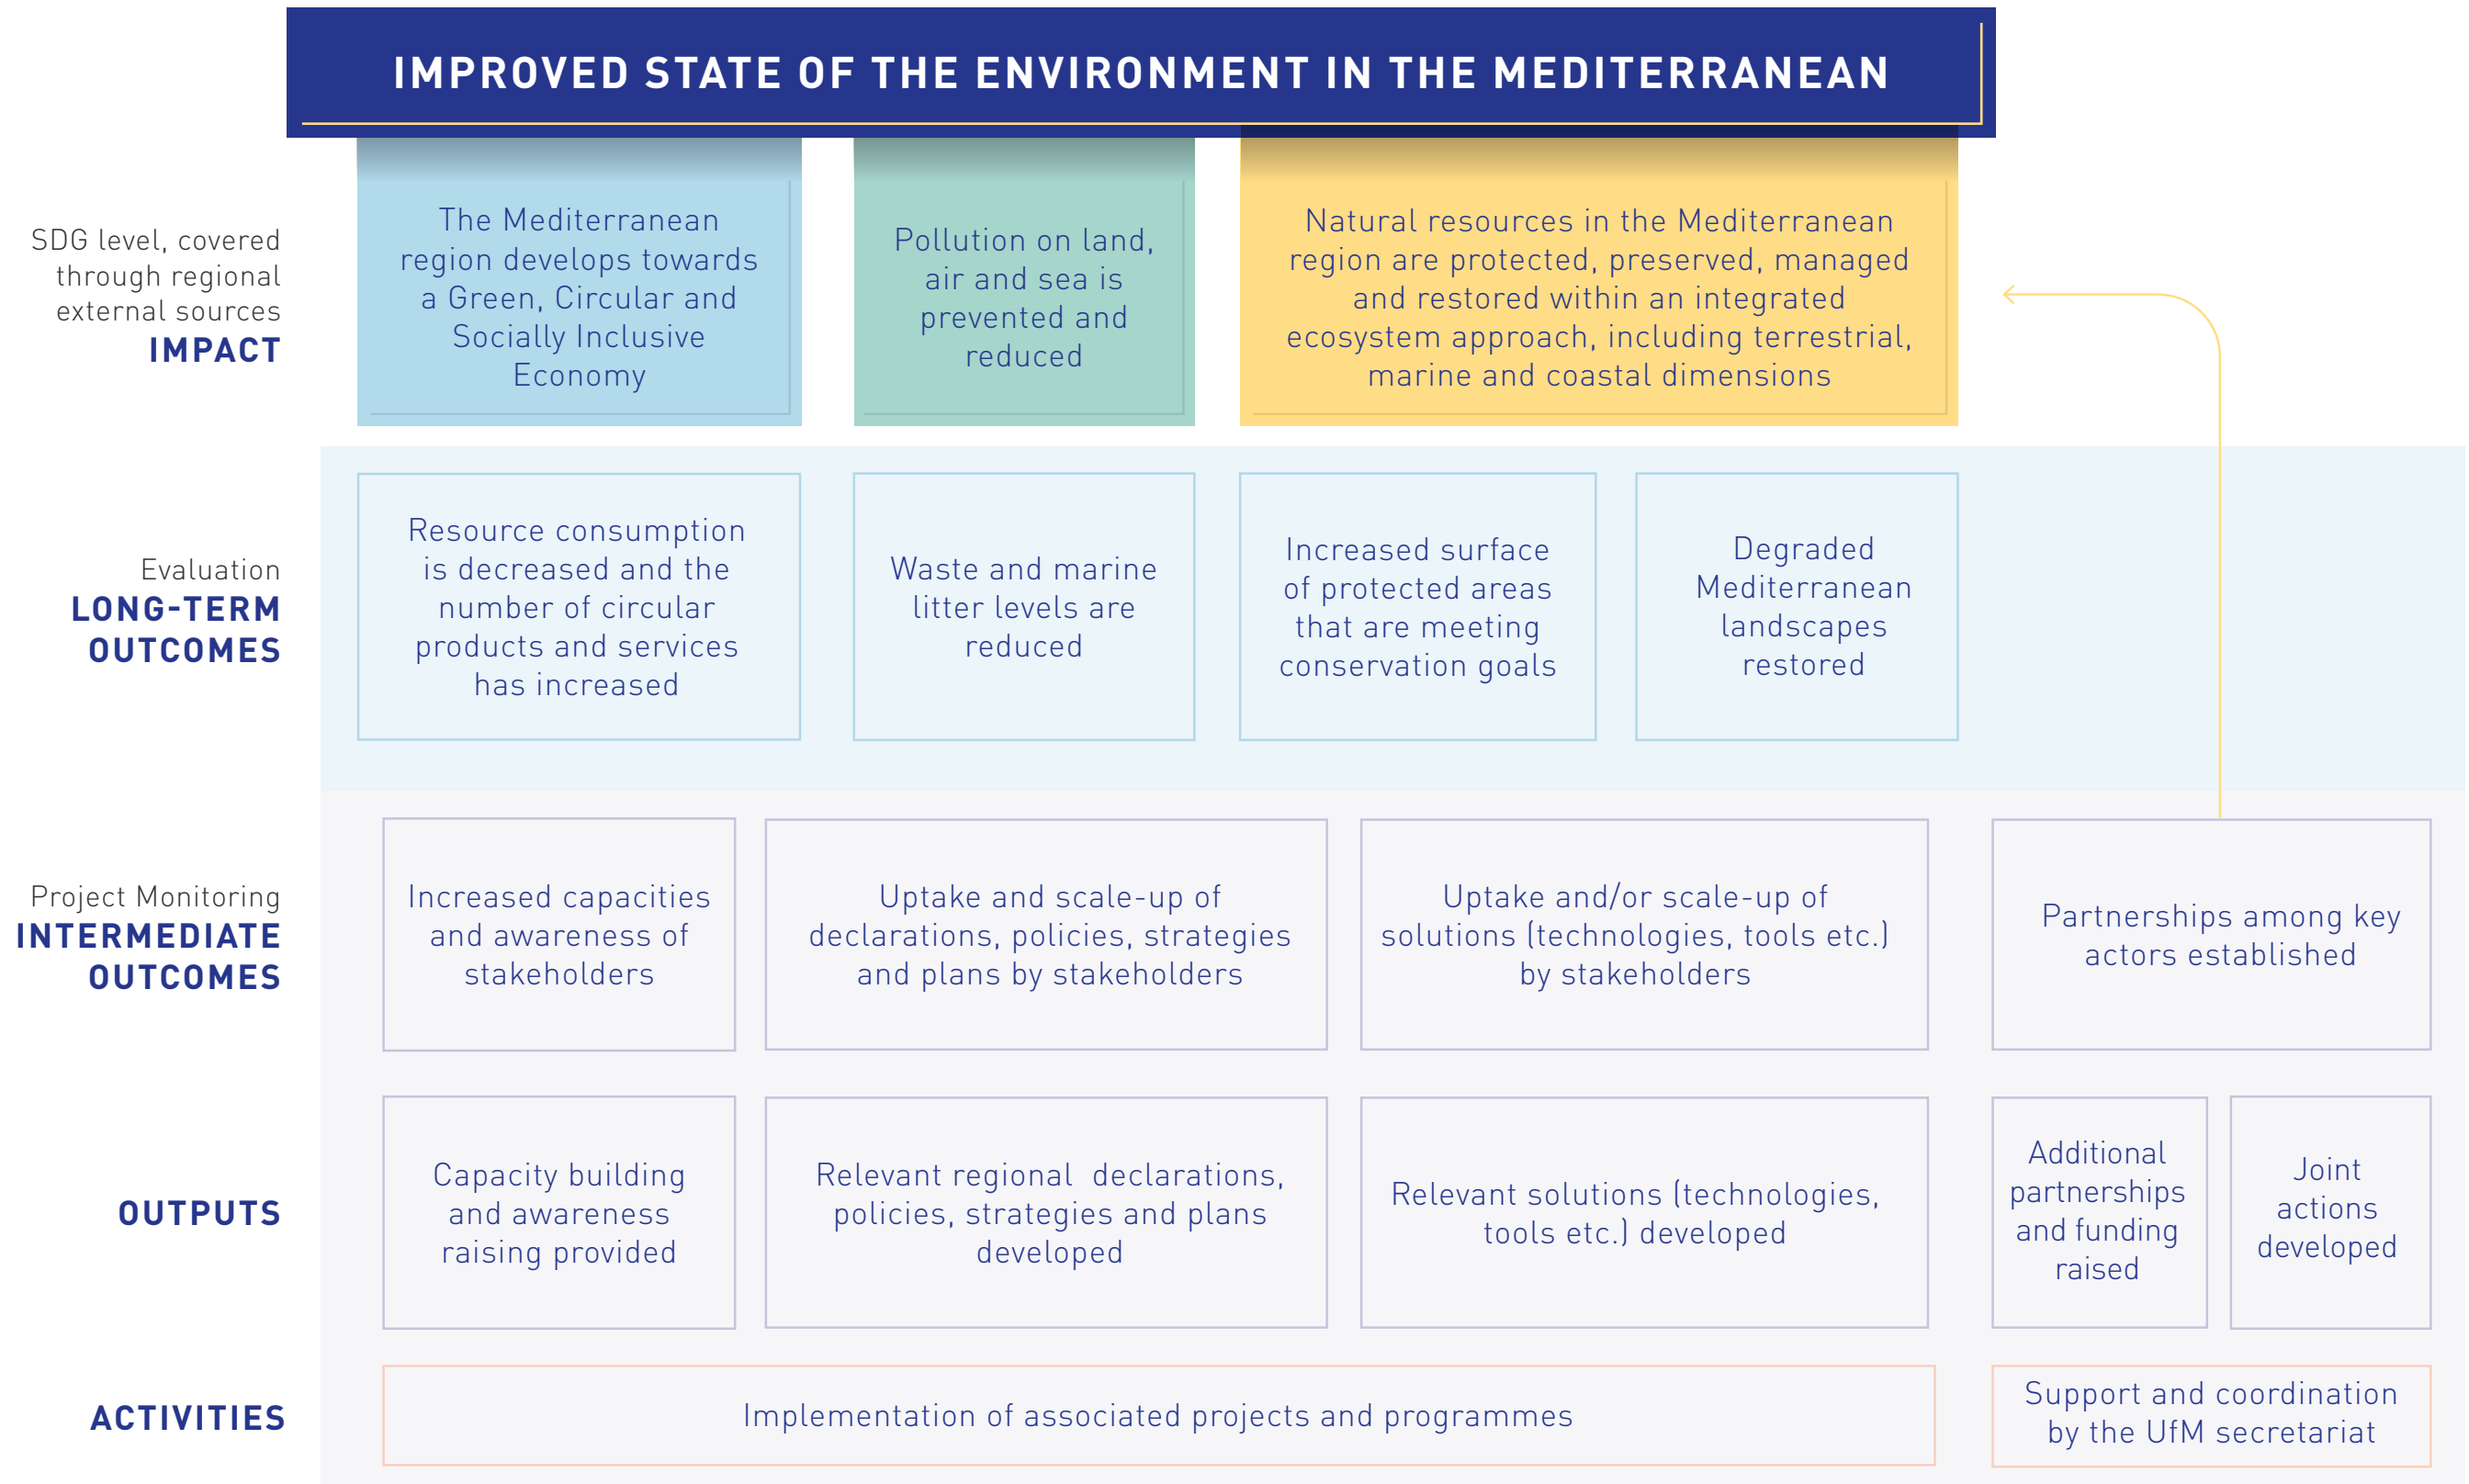 IMPROVED STATE OF THE ENVIRONMENT IN THE MEDITERRANEAN
SDG level, covered
through regional
external sources
IMPACT
The Mediterranean
region develops towards
a Green, Circular and
Socially Inclusive
Economy
Pollution on land,
air and sea is
prevented and
reduced
Natural resources in the Mediterranean
region are protected, preserved, managed
and restored within an integrated
ecosystem approach, including terrestrial,
marine and coastal dimensions
Evaluation
LONG-TERM
OUTCOMES
Resource consumption
is decreased and the
number of circular
products and services
has increased
Waste and marine
litter levels are
reduced
Increased surface
of protected areas
that are meeting
conservation goals
Degraded
Mediterranean
landscapes
restored
Project Monitoring
INTERMEDIATE
OUTCOMES
Increased capacities
and awareness of
stakeholders
Uptake and scale-up of
declarations, policies, strategies
and plans by stakeholders
Uptake and/or scale-up of
solutions (technologies, tools etc.)
by stakeholders
Partnerships among key
actors established
OUTPUTS
Capacity building
and awareness
raising provided
Relevant regional declarations,
policies, strategies and plans
developed
Relevant solutions (technologies,
tools etc.) developed
Additional
partnerships
and funding
raised
Joint
actions
developed
ACTIVITIES
Implementation of associated projects and programmes
Support and coordination
by the UfM secretariat